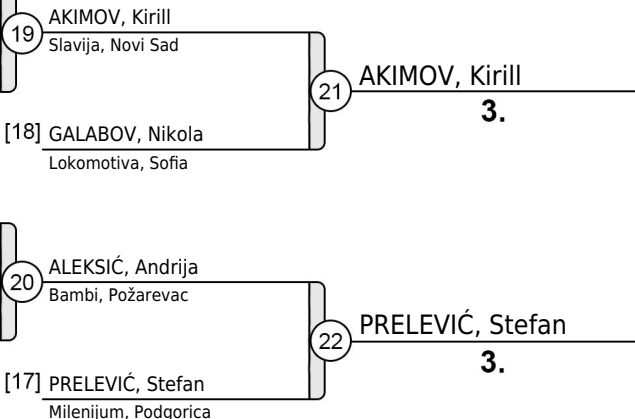 19 AKIMOV, Kirill
Slavija, Novi Sad
21 AKIMOV, Kirill
3.
[18] GALABOV, Nikola
Lokomotiva, Sofia
20 ALEKSIĆ, Andrija
Bambi, Požarevac
22 PRELEVIĆ, Stefan
3.
[17] PRELEVIĆ, Stefan
Milenijum, Podgorica